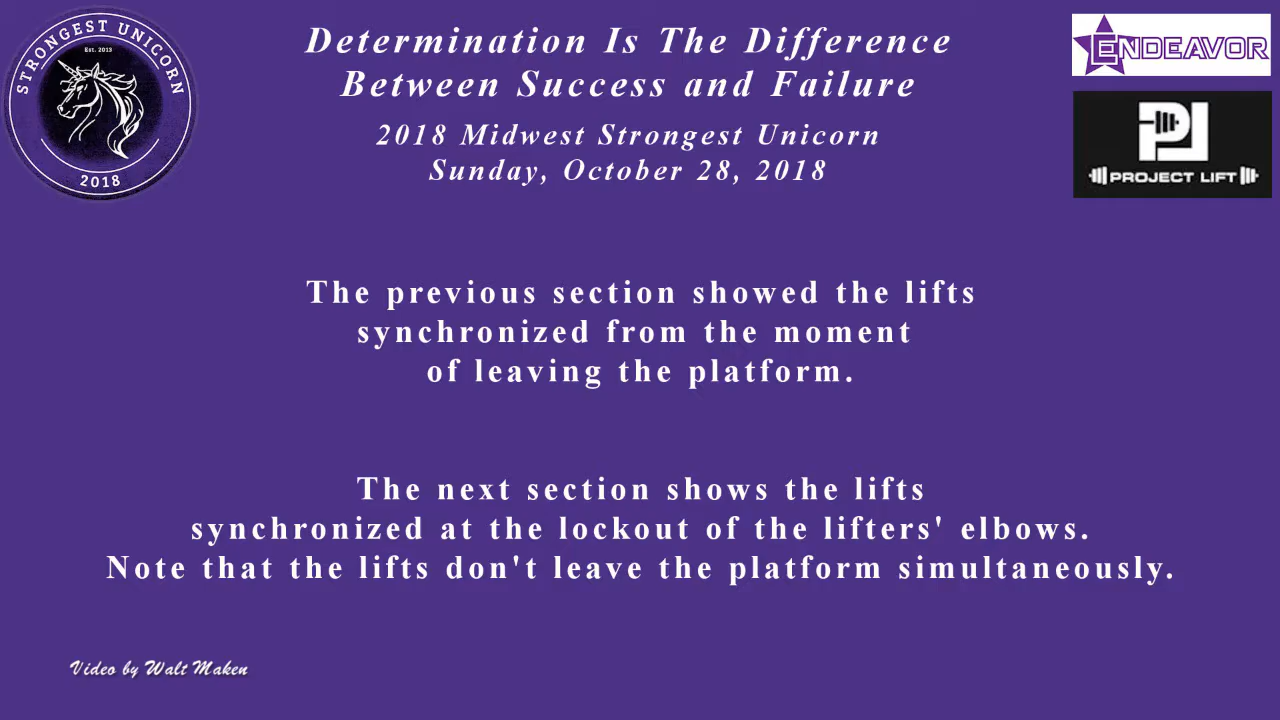 STRONGEST UNICORN
Est. 2013
2018
Determination Is The Difference
Between Success and Failure
2018 Midwest Strongest Unicorn
Sunday, October 28, 2018
ENDEAVOR
PL
PROJECT LIFT
The previous section showed the lifts
synchronized from the moment
of leaving the platform.
The next section shows the lifts
synchronized at the lockout of the lifters' elbows.
Note that the lifts don't leave the platform simultaneously.
Video by Walt Maken